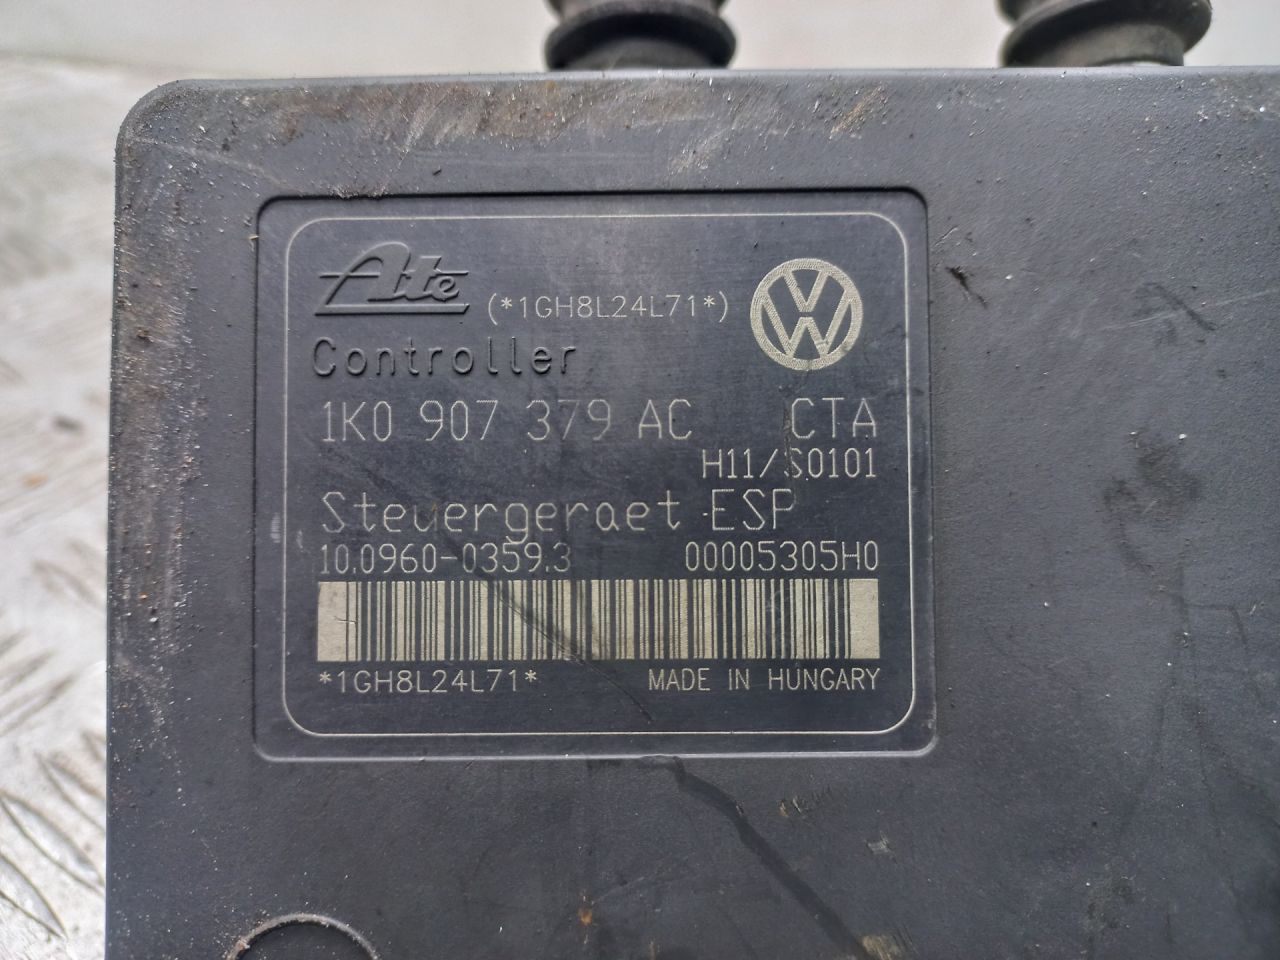 Ate (*1GH8L24L71*) VW
Controller
1K0 907 379 AC CTA
H11/S0101
Steuergeraet ESP
10.0960-0359.3 00005305H0
*1GH8L24L71* MADE IN HUNGARY